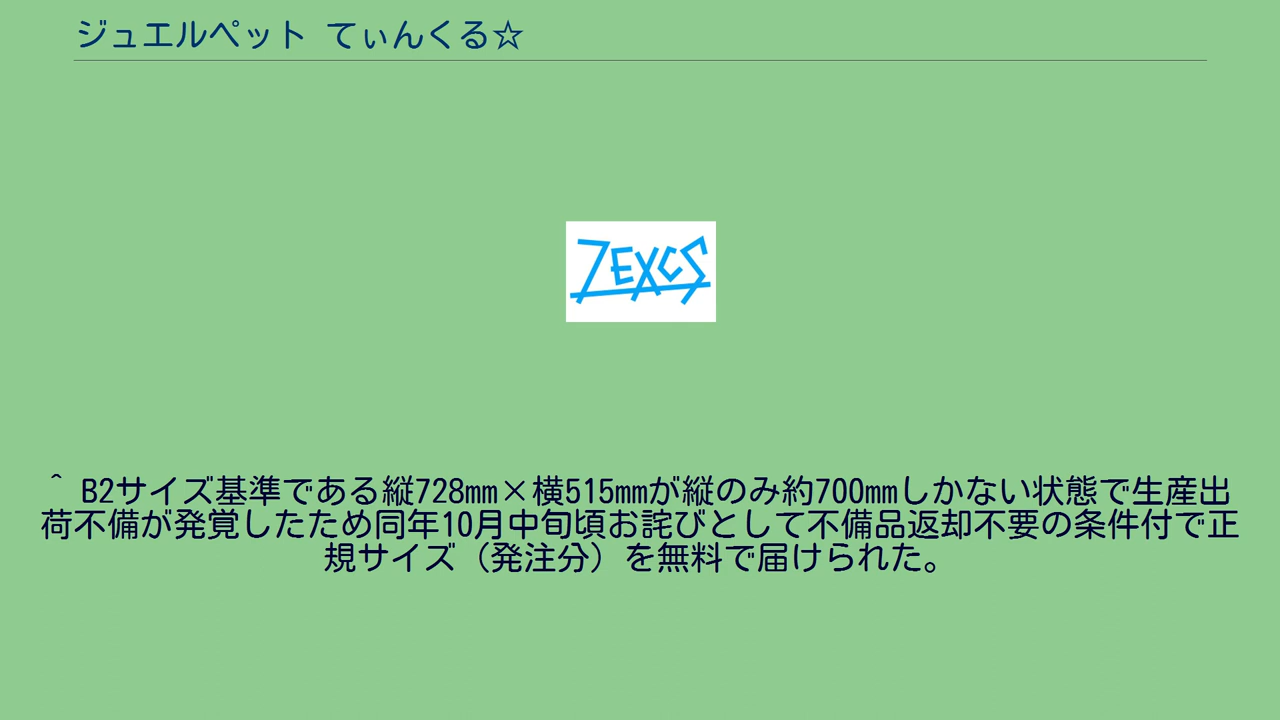 ジュエルペット てぃんくる☆
ZEXCS
^ B2サイズ基準である縦728㎜×横515㎜が縦のみ約700㎜しかない状態で生産出
荷不備が発覚したため同年10月中旬頃お詫びとして不備品返却不要の条件付で正
規サイズ（発注分）を無料で届けられた。